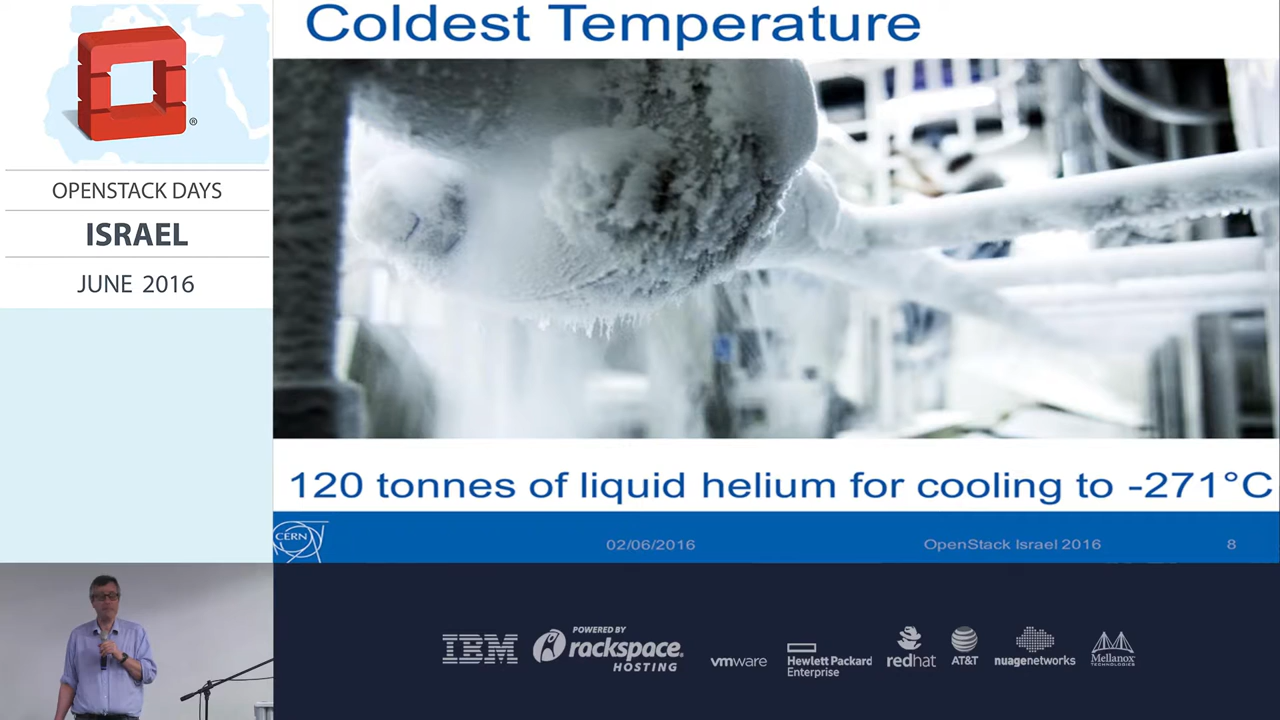 Coldest Temperature
®
OPENSTACK DAYS
ISRAEL
JUNE 2016
120 tonnes of liquid helium for cooling to -271°C
CERN
02/06/2016
OpenStack Israel 2016
8
IBM
POWERED BY
rackspace.
HOSTING
vmware
Hewlett Packard
Enterprise
redhat
AT&T
nuagenetworks
Mellanox
TECHNOLOGIES